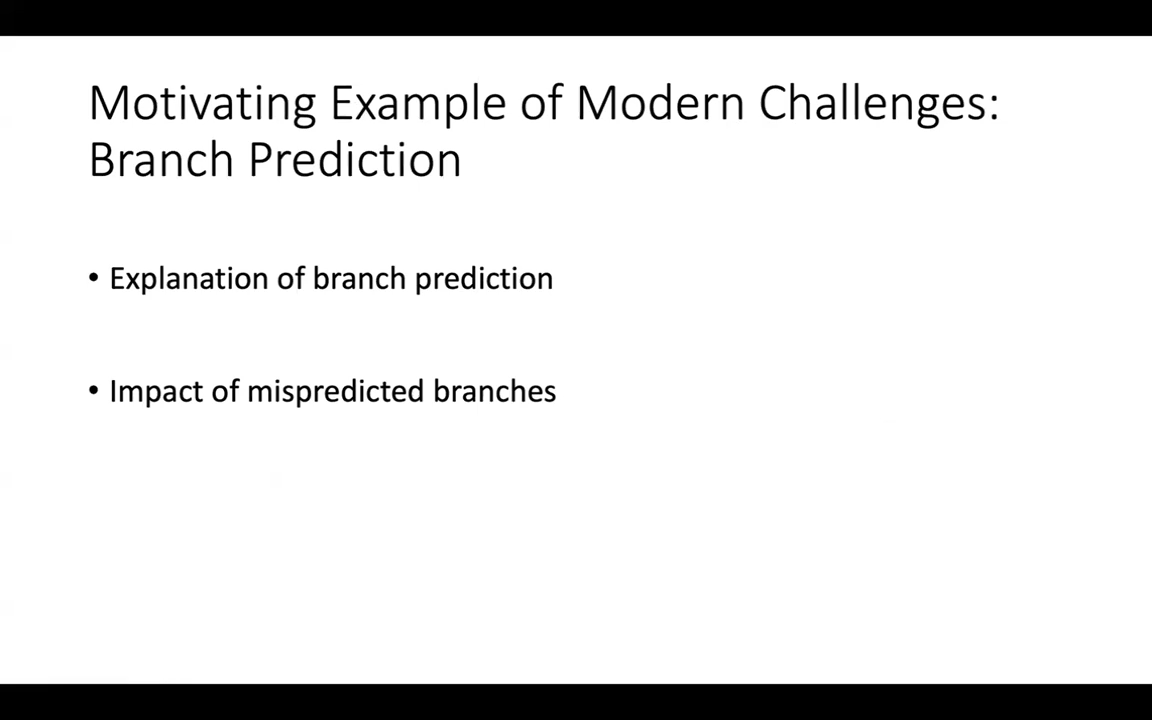 Motivating Example of Modern Challenges:
Branch Prediction
• Explanation of branch prediction
• Impact of mispredicted branches